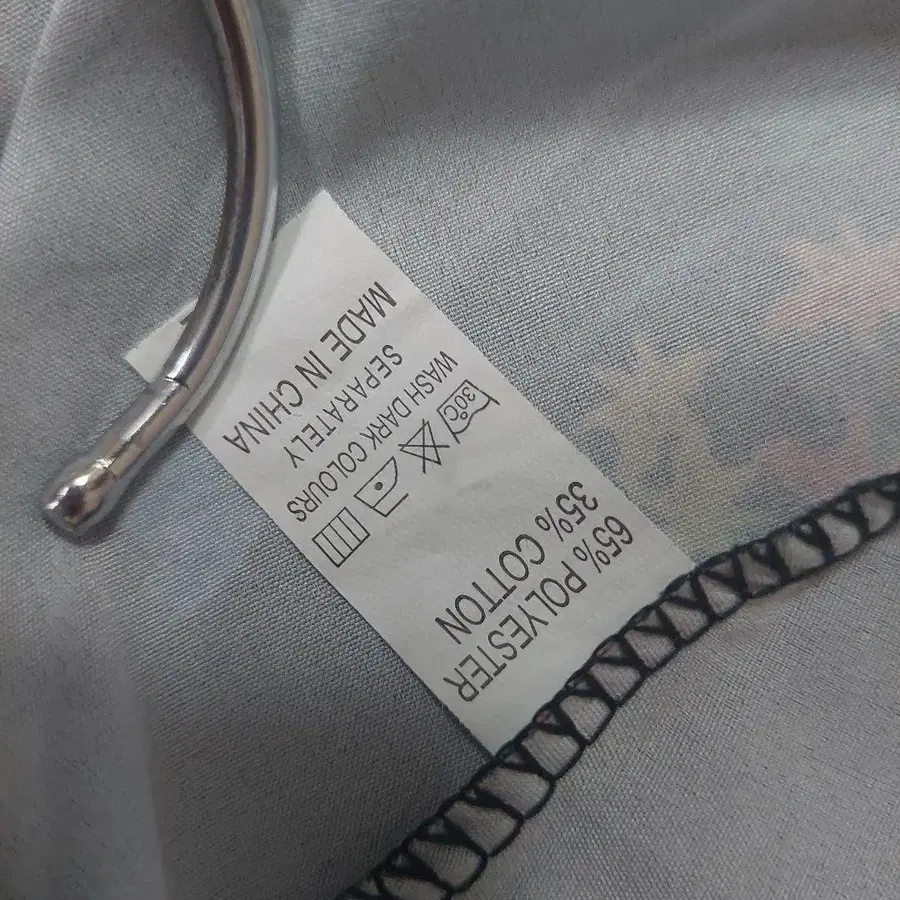 65% POLYESTER
35% COTTON
30℃
WASH DARK COLOURS
SEPARATELY
MADE IN CHINA